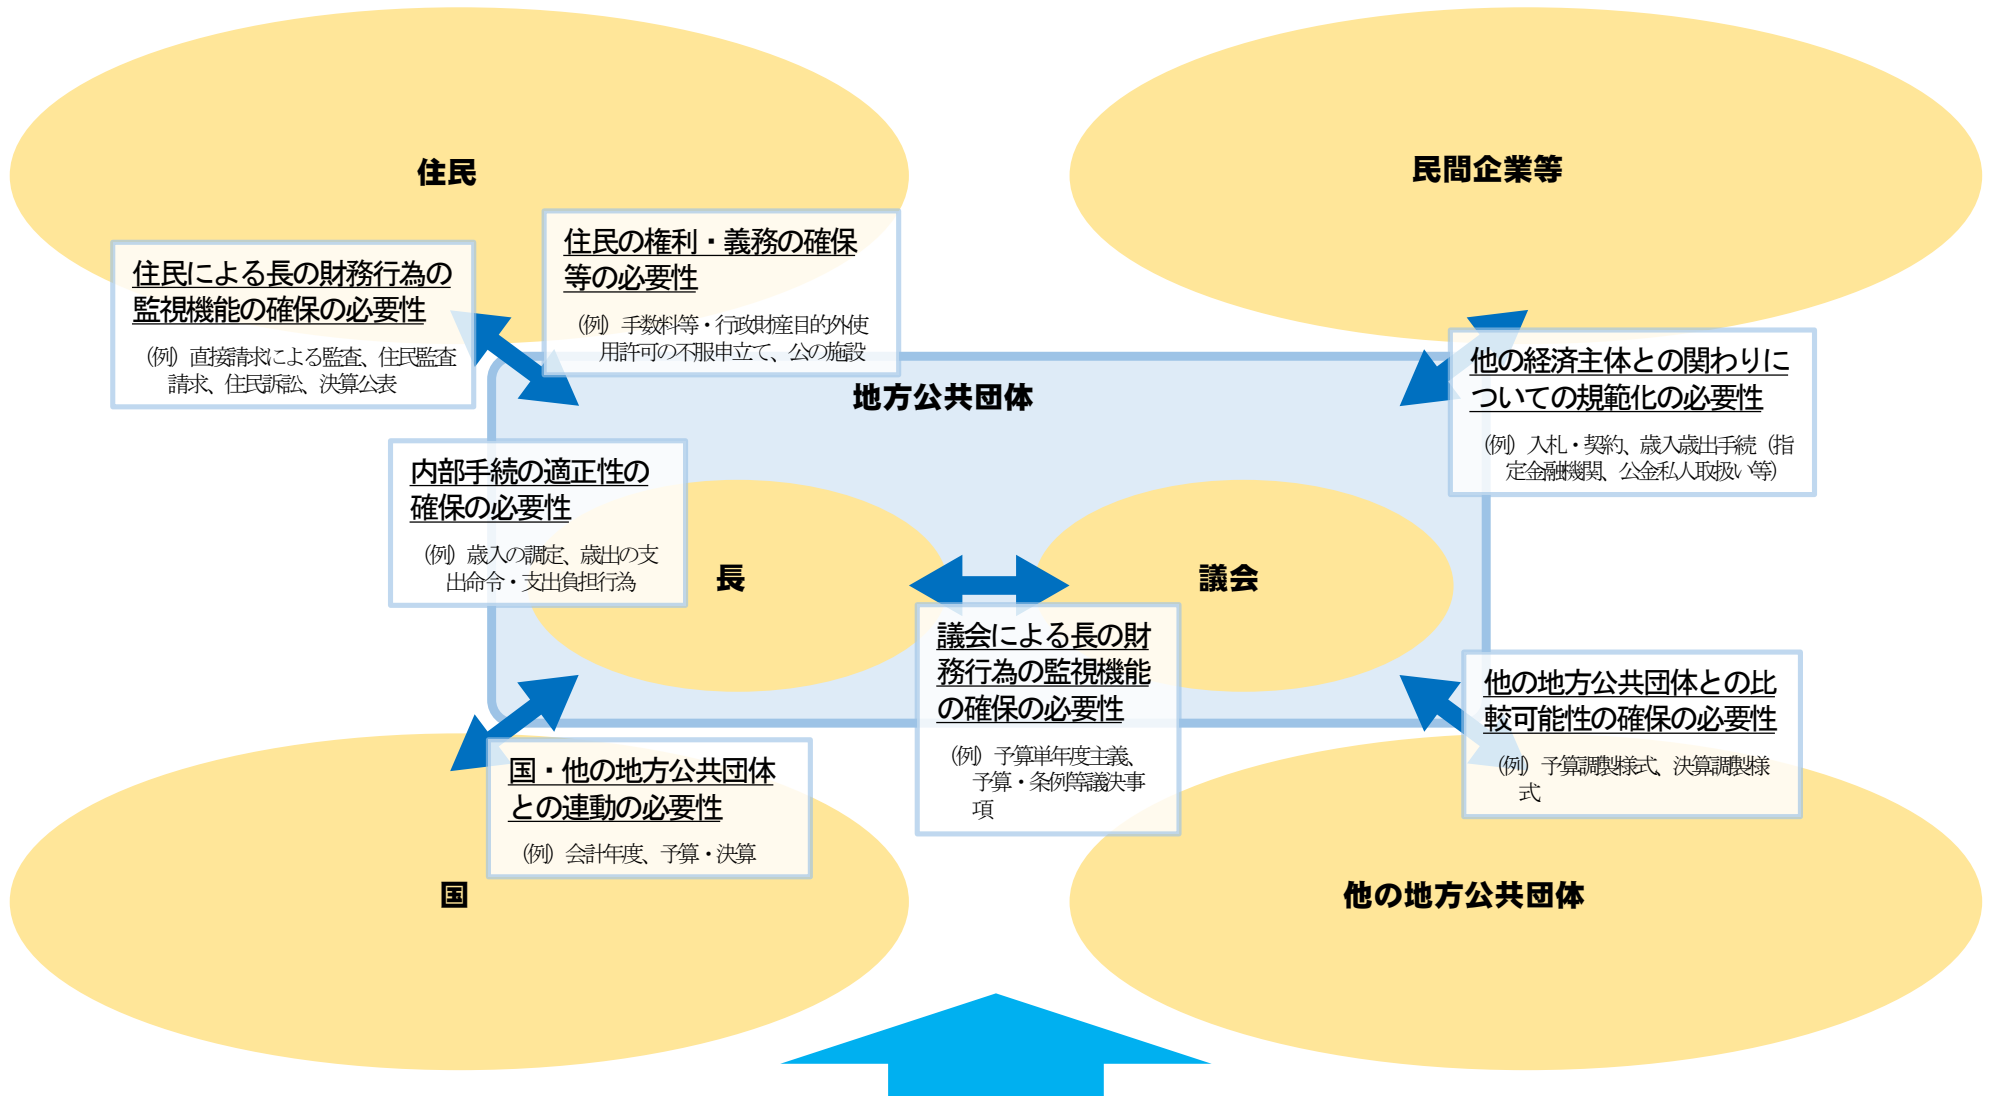 住民
民間企業等
住民の権利・義務の確保
等の必要性
(例) 手数料等・行政財産目的外使
用許可の不服申立て、公の施設
住民による長の財務行為の
監視機能の確保の必要性
(例) 直接請求による監査、住民監査
請求、住民訴訟、決算公表
他の経済主体との関わりに
ついての規範化の必要性
(例) 入札・契約、歳入歳出手続（指
定金融機関、公金私人取扱い等）
地方公共団体
内部手続の適正性の
確保の必要性
(例) 歳入の調定、歳出の支
出命令・支出負担行為
長
議会
議会による長の財
務行為の監視機能
の確保の必要性
(例) 予算単年度主義、
予算・条例等議決事
項
他の地方公共団体との比
較可能性の確保の必要性
(例) 予算調製様式、決算調製様
式
国・他の地方公共団体
との連動の必要性
(例) 会計年度、予算・決算
国
他の地方公共団体